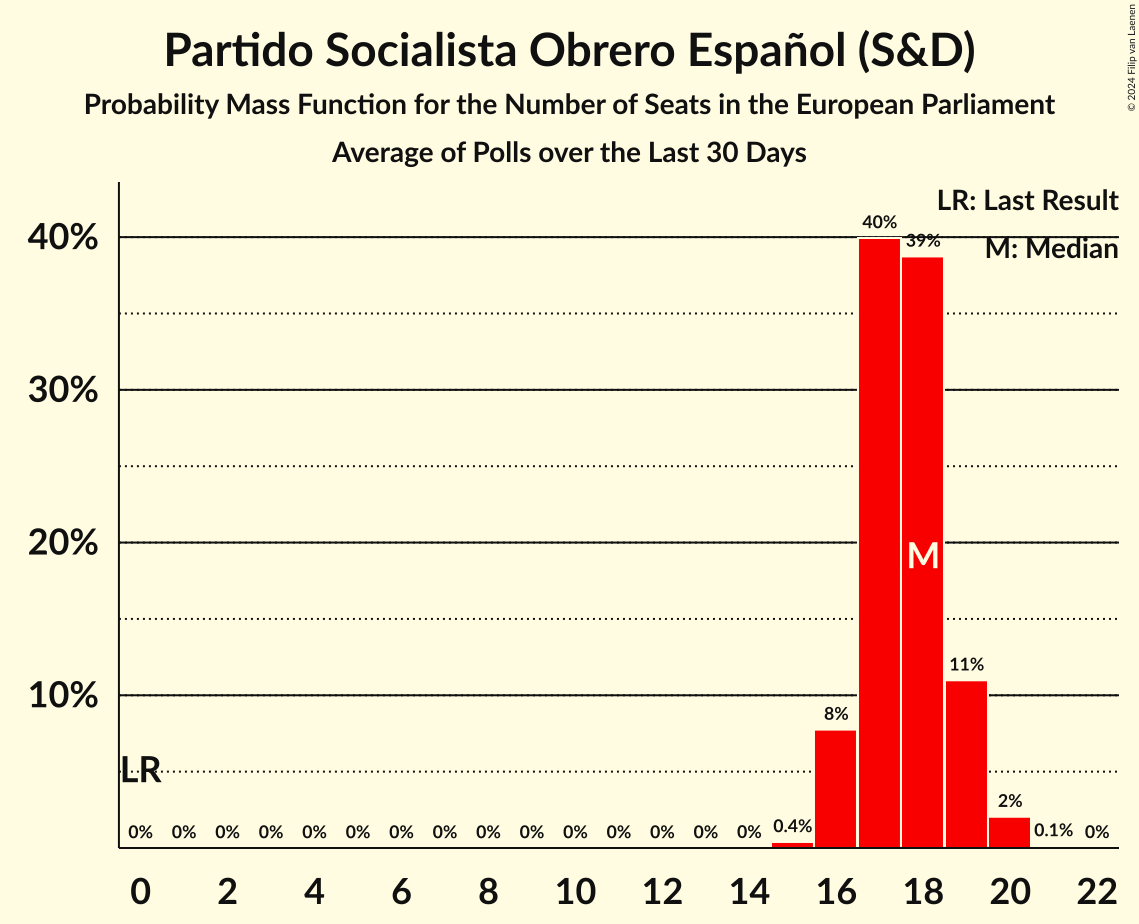 Partido Socialista Obrero Español (S&D)
Probability Mass Function for the Number of Seats in the European Parliament
Average of Polls over the Last 30 Days
© 2024 Filip van Laenen
LR: Last Result
M: Median
40%
30%
20%
10%
40%
39%
M
11%
8%
LR
2%
0% 0% 0% 0% 0% 0% 0% 0% 0% 0% 0% 0% 0% 0% 0% 0.4% 0.1% 0%
0 2 4 6 8 10 12 14 16 18 20 22